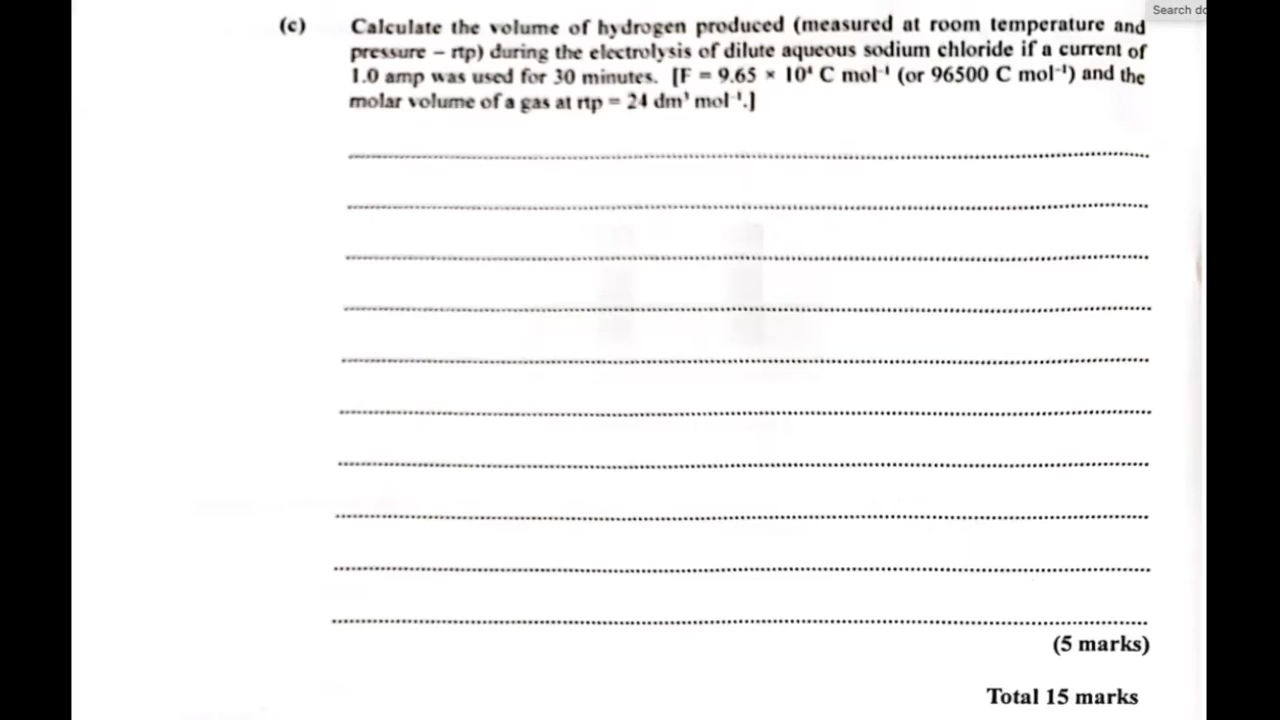 Search do
(c) Calculate the volume of hydrogen produced (measured at room temperature and
pressure – rtp) during the electrolysis of dilute aqueous sodium chloride if a current of
1.0 amp was used for 30 minutes. [F = 9.65 × 10⁴ C mol⁻¹ (or 96500 C mol⁻¹) and the
molar volume of a gas at rtp = 24 dm³ mol⁻¹.]
(5 marks)
Total 15 marks